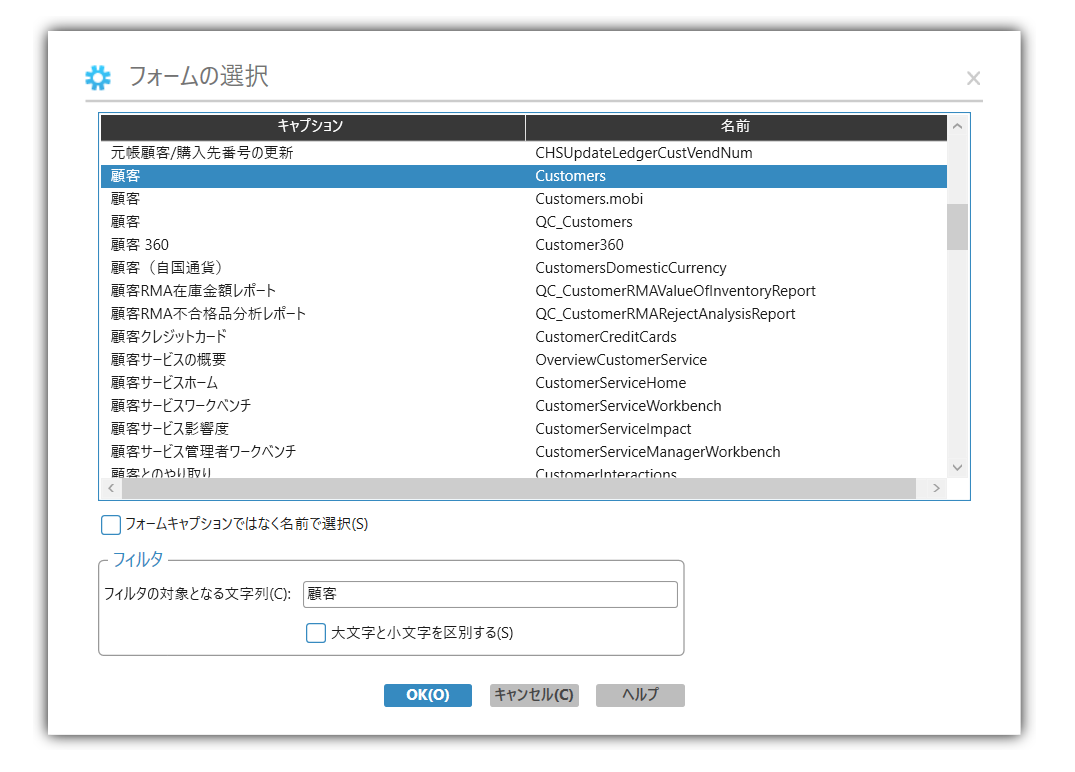 フォームの選択
キャプション 名前
元帳顧客/購入先番号の更新 CHSUpdateLedgerCustVendNum
顧客 Customers
顧客 Customers.mobi
顧客 QC_Customers
顧客 360 Customer360
顧客（自国通貨） CustomersDomesticCurrency
顧客RMA在庫金額レポート QC_CustomerRMAValueOfInventoryReport
顧客RMA不合格品分析レポート QC_CustomerRMARejectAnalysisReport
顧客クレジットカード CustomerCreditCards
顧客サービスの概要 OverviewCustomerService
顧客サービスホーム CustomerServiceHome
顧客サービスワークベンチ CustomerServiceWorkbench
顧客サービス影響度 CustomerServiceImpact
顧客サービス管理者ワークベンチ CustomerServiceManagerWorkbench
顧客とのやり取り CustomerInteractions
フォームキャプションではなく名前で選択(S)
フィルタ
フィルタの対象となる文字列(C): 顧客
大文字と小文字を区別する(S)
OK(O) キャンセル(C) ヘルプ